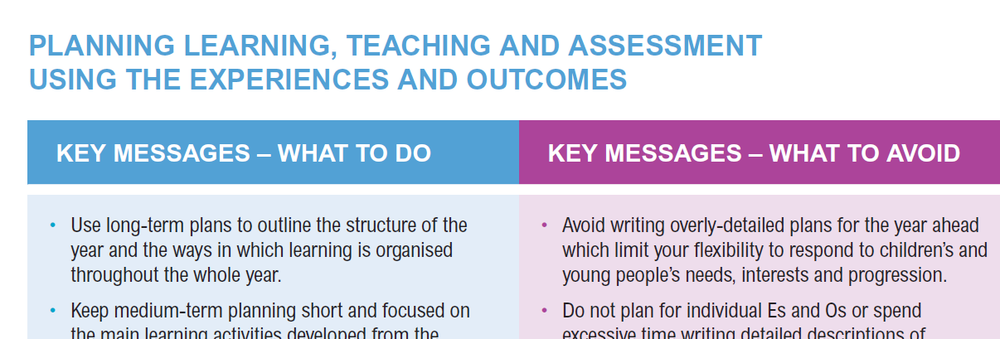 PLANNING LEARNING, TEACHING AND ASSESSMENT
USING THE EXPERIENCES AND OUTCOMES
KEY MESSAGES – WHAT TO DO
• Use long-term plans to outline the structure of the
year and the ways in which learning is organised
throughout the whole year.
• Keep medium-term planning short and focused on
the main learning activities developed from the
KEY MESSAGES – WHAT TO AVOID
• Avoid writing overly-detailed plans for the year ahead
which limit your flexibility to respond to children’s and
young people’s needs, interests and progression.
• Do not plan for individual Es and Os or spend
excessive time writing detailed descriptions of